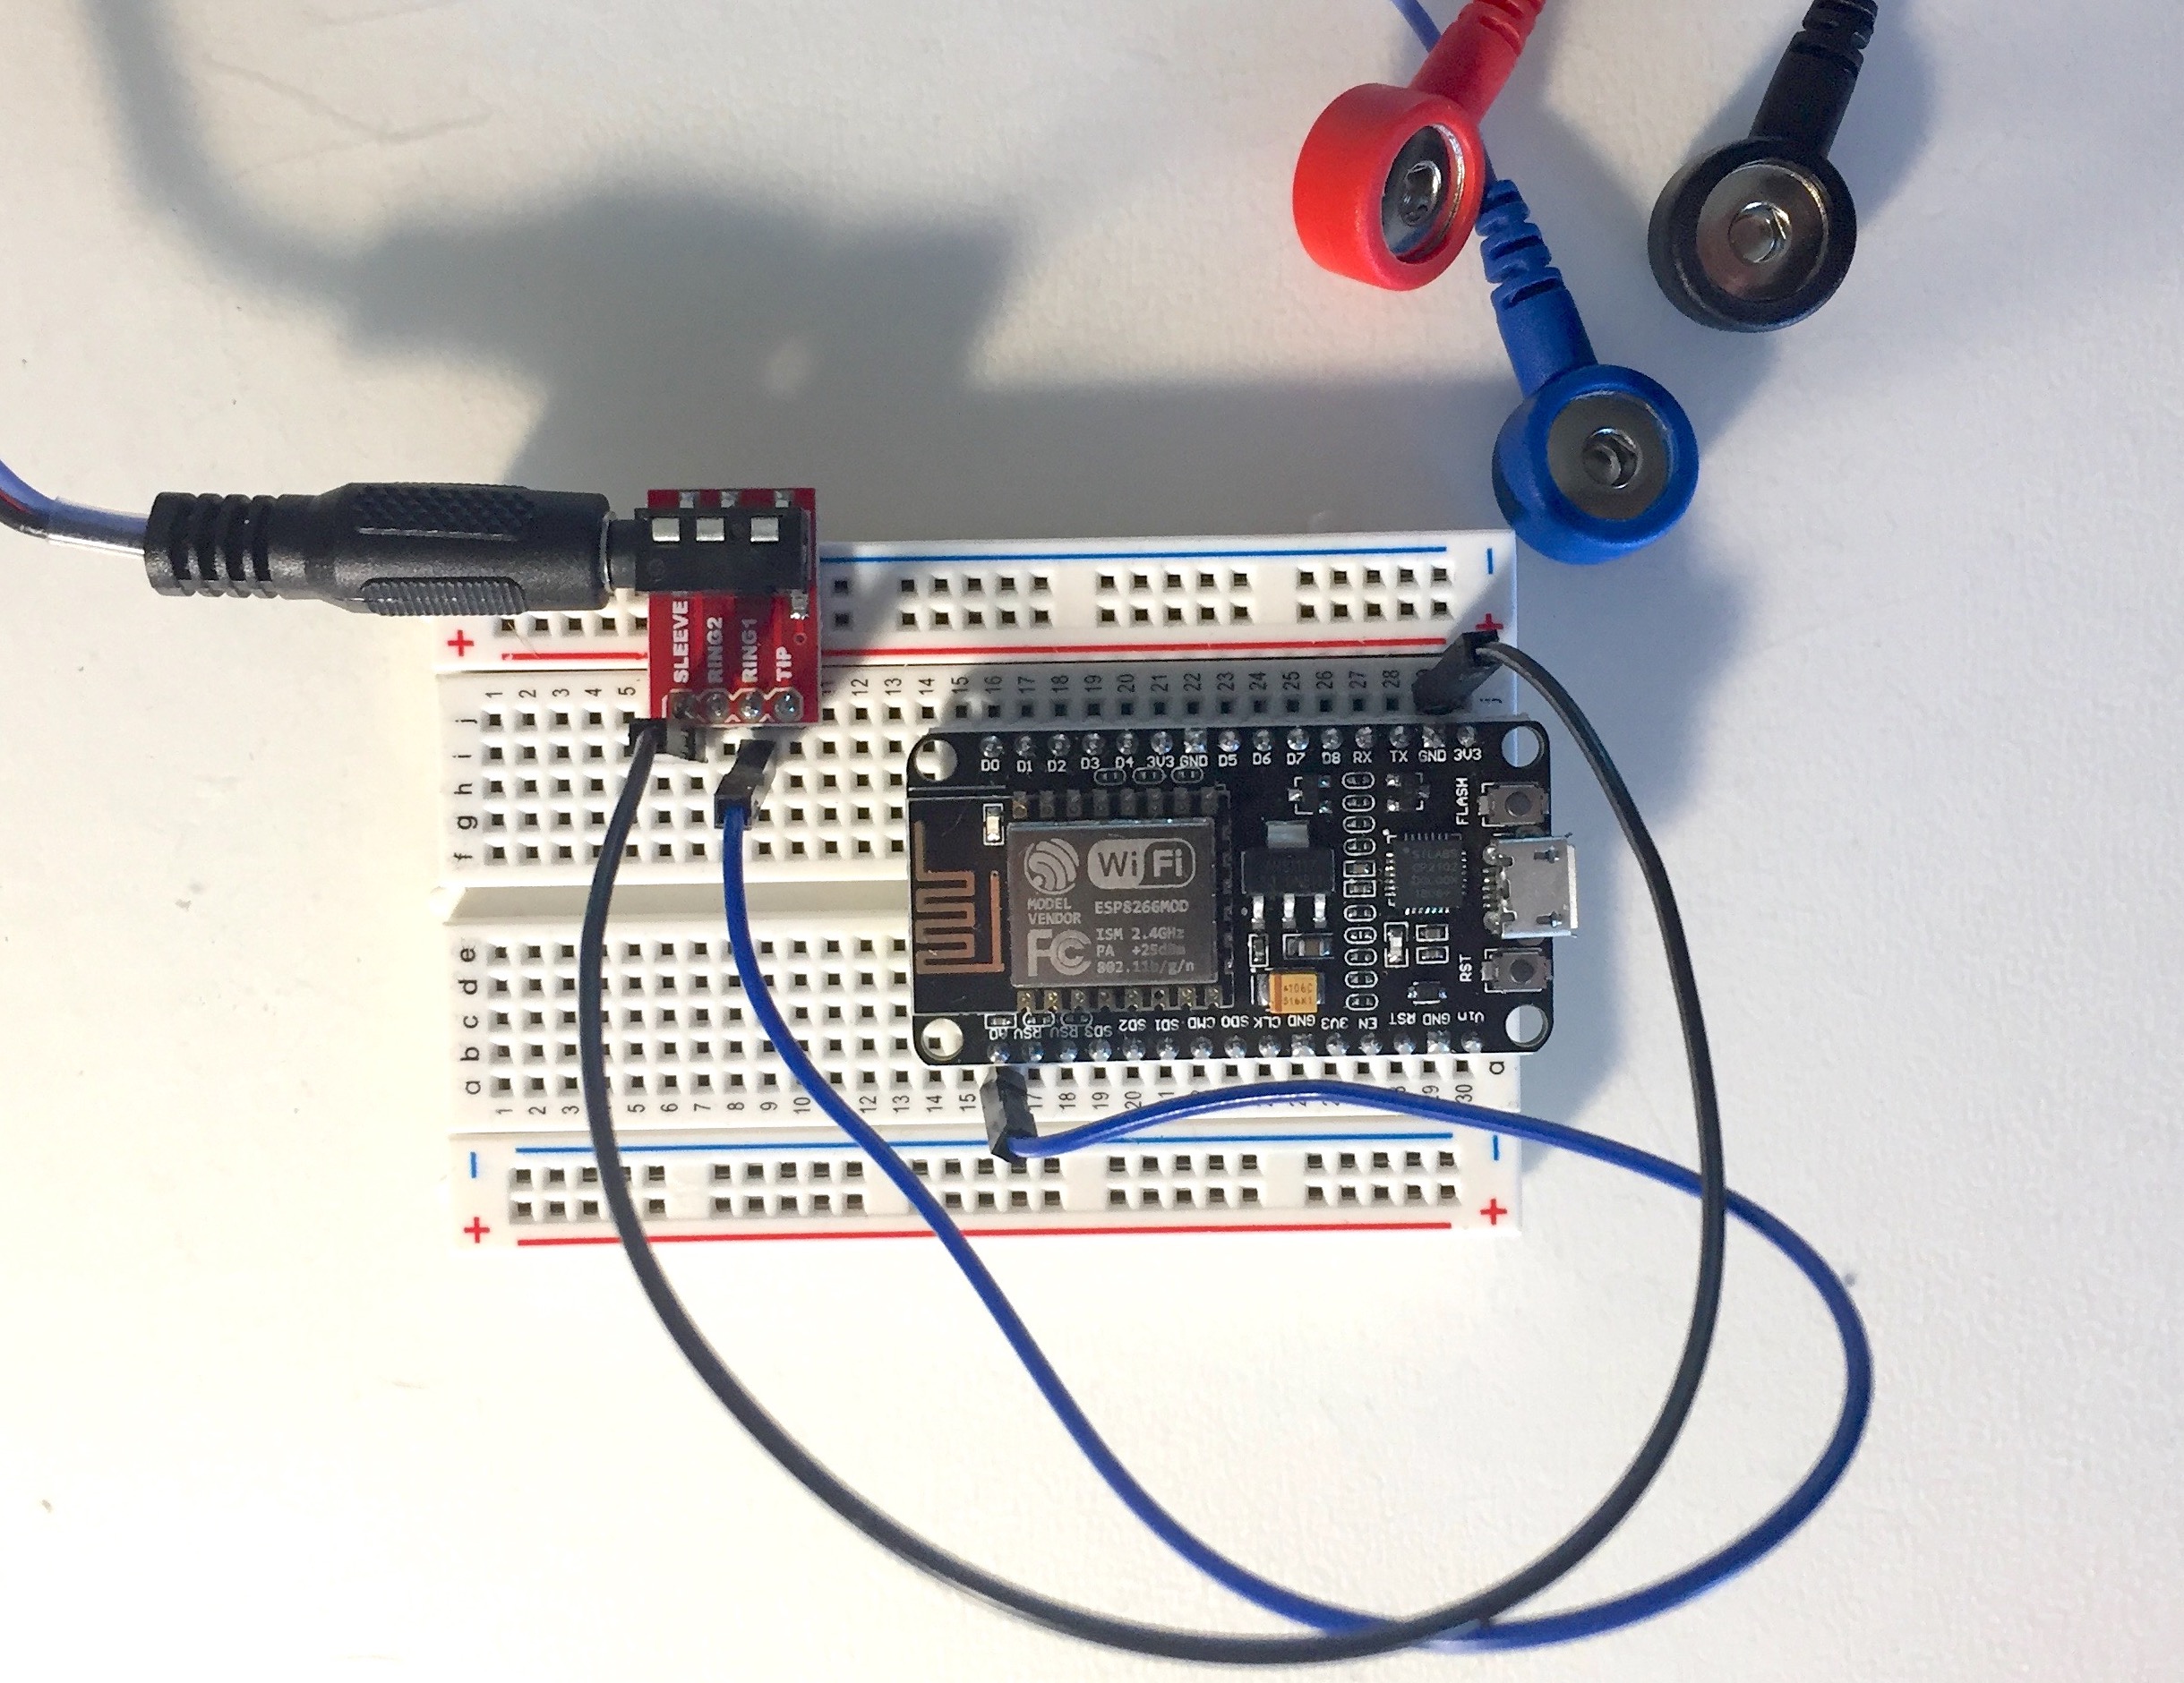 SLEEVE
RING2
RING1
TIP
−
+
+
1 2 3 4 5 12 13 14 15 16 17 18 19 20 21 22 23 24 25 26 27 28
j
j
i
h
g
f
D0 D1 D2 D3 D4 3V3 GND D5 D6 D7 D8 RX TX GND 3V3
FLASH
WiFi
MODEL
VENDOR
ESP8266MOD
FC
ISM 2.4GHz
PA +25dBm
802.11b/g/n
RST
A0 RSV RSV SD3 SD2 SD1 CMD SD0 CLK GND 3V3 EN RST GND Vin
e
d
c
b
a
a
1 2 3 5 6 7 8 9 10 12 13 14 15 17 18 19 20 29 30
−
−
+
+